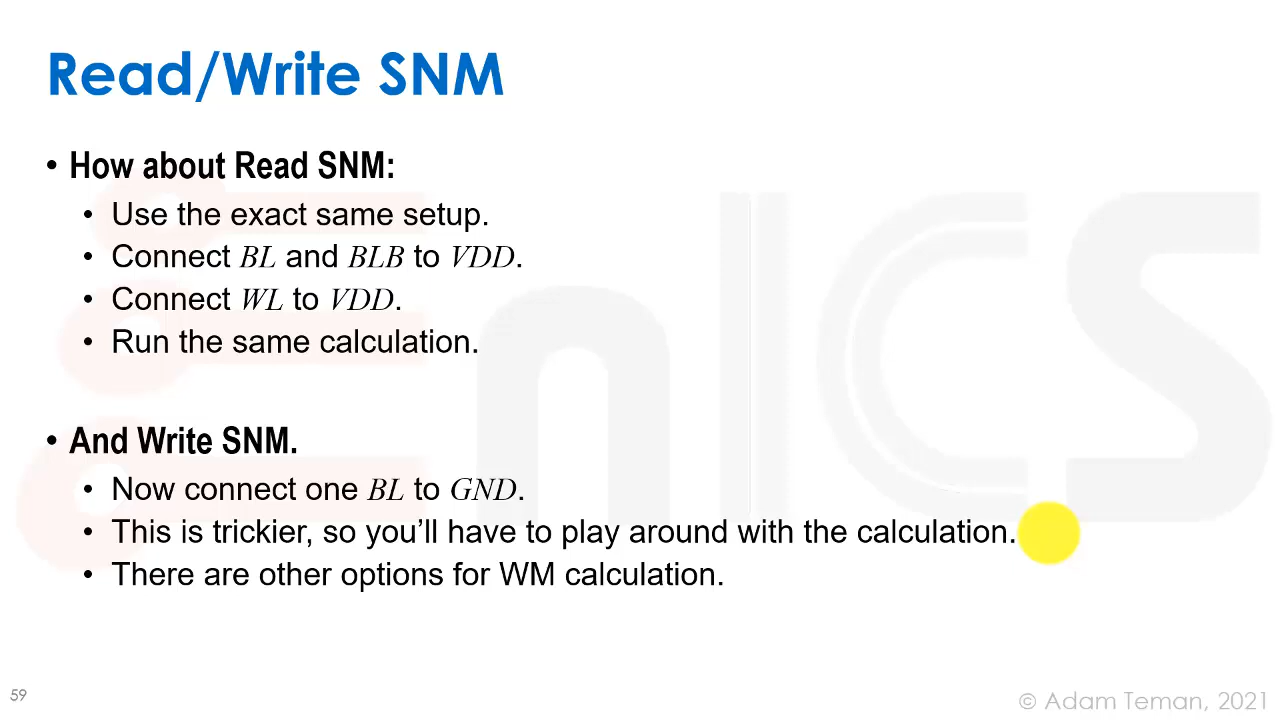 Read/Write SNM
• How about Read SNM:
• Use the exact same setup.
• Connect BL and BLB to VDD.
• Connect WL to VDD.
• Run the same calculation.
• And Write SNM.
• Now connect one BL to GND.
• This is trickier, so you’ll have to play around with the calculation.
• There are other options for WM calculation.
59
© Adam Teman, 2021
nICS